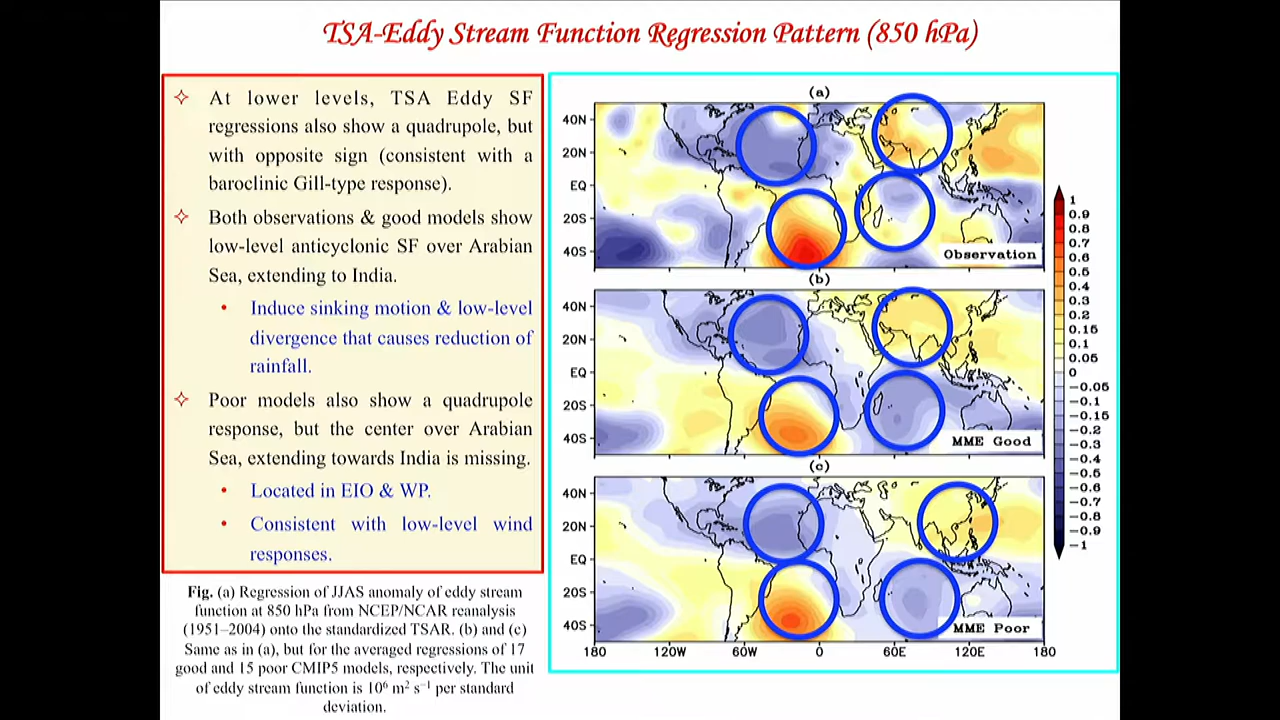 TSA-Eddy Stream Function Regression Pattern (850 hPa)
At lower levels, TSA Eddy SF
regressions also show a quadrupole, but
with opposite sign (consistent with a
baroclinic Gill-type response).
Both observations & good models show
low-level anticyclonic SF over Arabian
Sea, extending to India.
• Induce sinking motion & low-level
divergence that causes reduction of
rainfall.
Poor models also show a quadrupole
response, but the center over Arabian
Sea, extending towards India is missing.
• Located in EIO & WP.
• Consistent with low-level wind
responses.
Fig. (a) Regression of JJAS anomaly of eddy stream
function at 850 hPa from NCEP/NCAR reanalysis
(1951–2004) onto the standardized TSAR. (b) and (c)
Same as in (a), but for the averaged regressions of 17
good and 15 poor CMIP5 models, respectively. The unit
of eddy stream function is 10⁶ m² s⁻¹ per standard
deviation.
(a)
40N
20N
EQ
20S
40S
Observation
(b)
40N
20N
EQ
20S
40S
MME Good
(c)
40N
20N
EQ
20S
40S
MME Poor
180 120W 60W 0 60E 120E 180
1
0.9
0.8
0.7
0.6
0.5
0.4
0.3
0.2
0.15
0.1
0.05
0
−0.05
−0.1
−0.15
−0.2
−0.3
−0.4
−0.5
−0.6
−0.7
−0.8
−0.9
−1